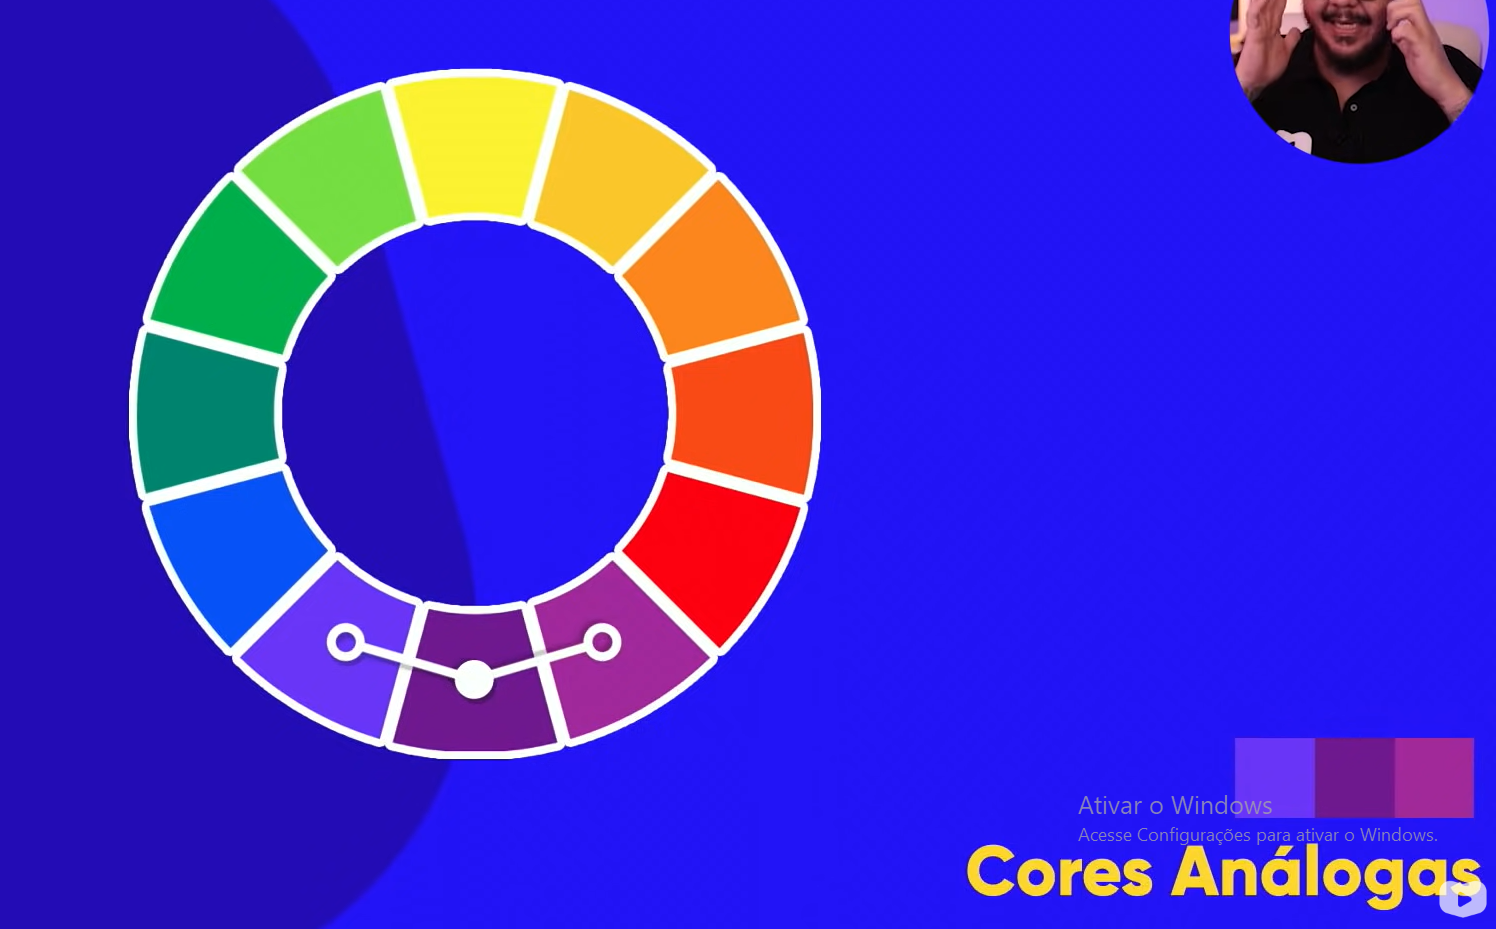 Ativar o Windows
Acesse Configurações para ativar o Windows.
Cores Análogas